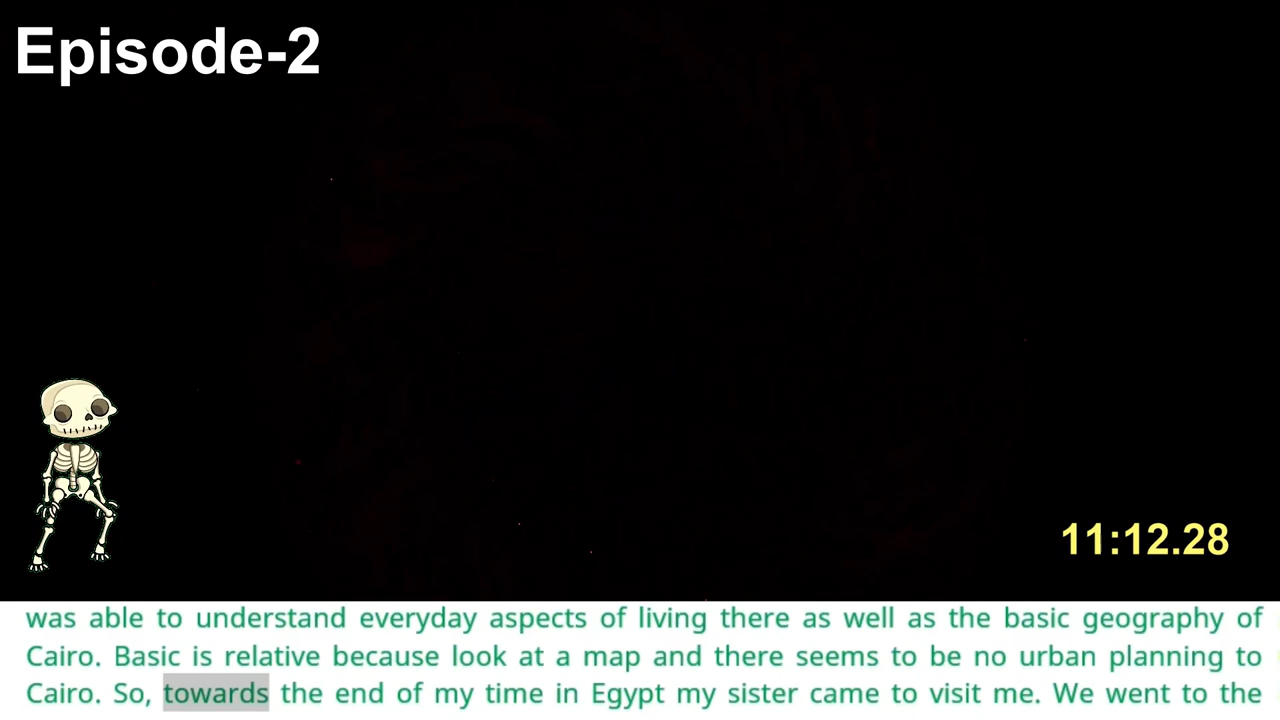 Episode-2
11:12.28
was able to understand everyday aspects of living there as well as the basic geography of
Cairo. Basic is relative because look at a map and there seems to be no urban planning to
Cairo. So, towards the end of my time in Egypt my sister came to visit me. We went to the